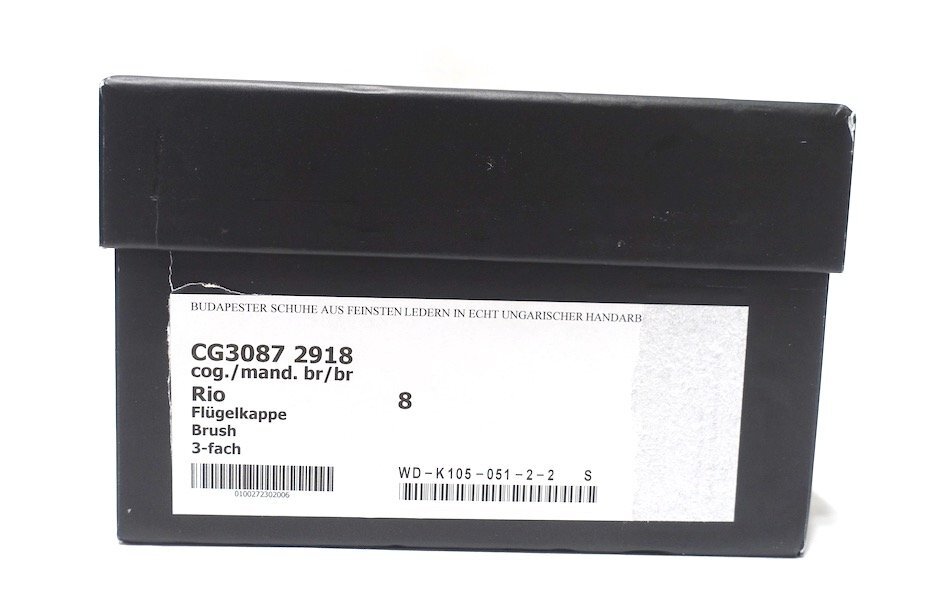 BUDAPESTER SCHUHE AUS FEINSTEN LEDERN IN ECHT UNGARISCHER HANDARB
CG3087 2918
cog./mand. br/br
Rio
8
Flügelkappe
Brush
3-fach
WD-K105-051-2-2 S
0100272302006